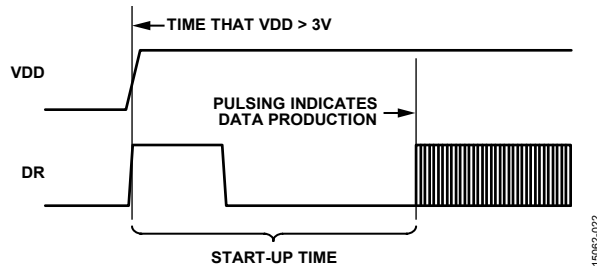 TIME THAT VDD > 3V
VDD
PULSING INDICATES
DATA PRODUCTION
DR
START-UP TIME
15062-022